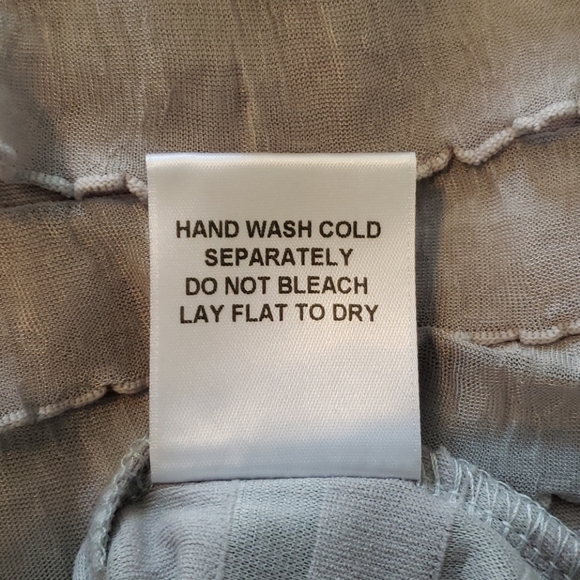 HAND WASH COLD
SEPARATELY
DO NOT BLEACH
LAY FLAT TO DRY